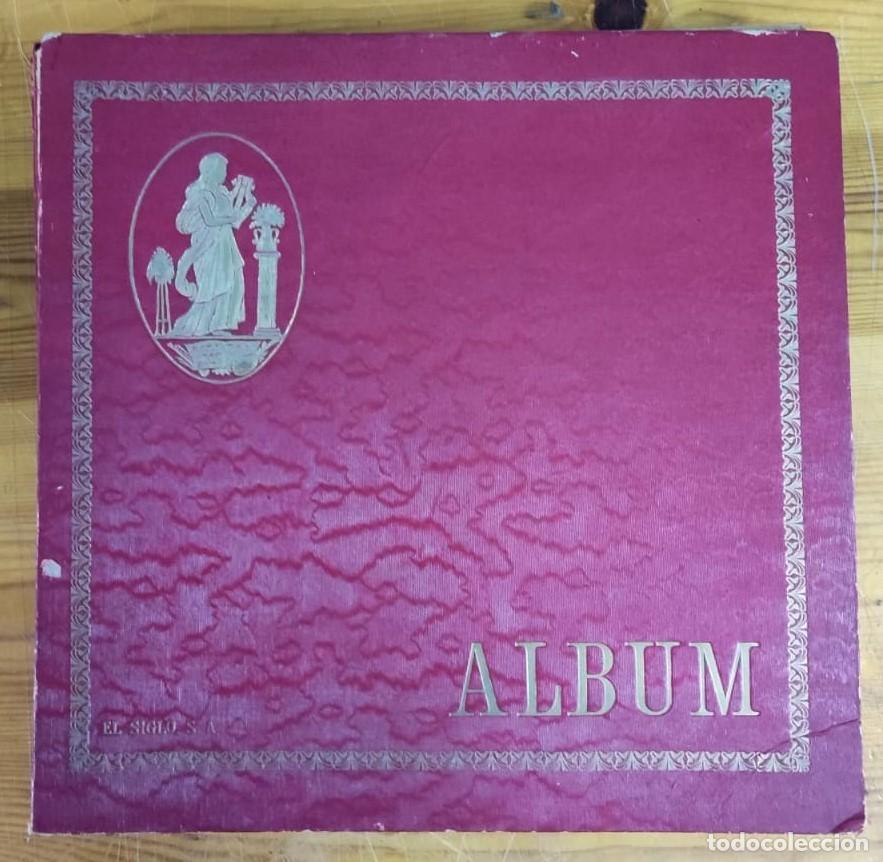 EL SIGLO S A
ALBUM
todocoleccion